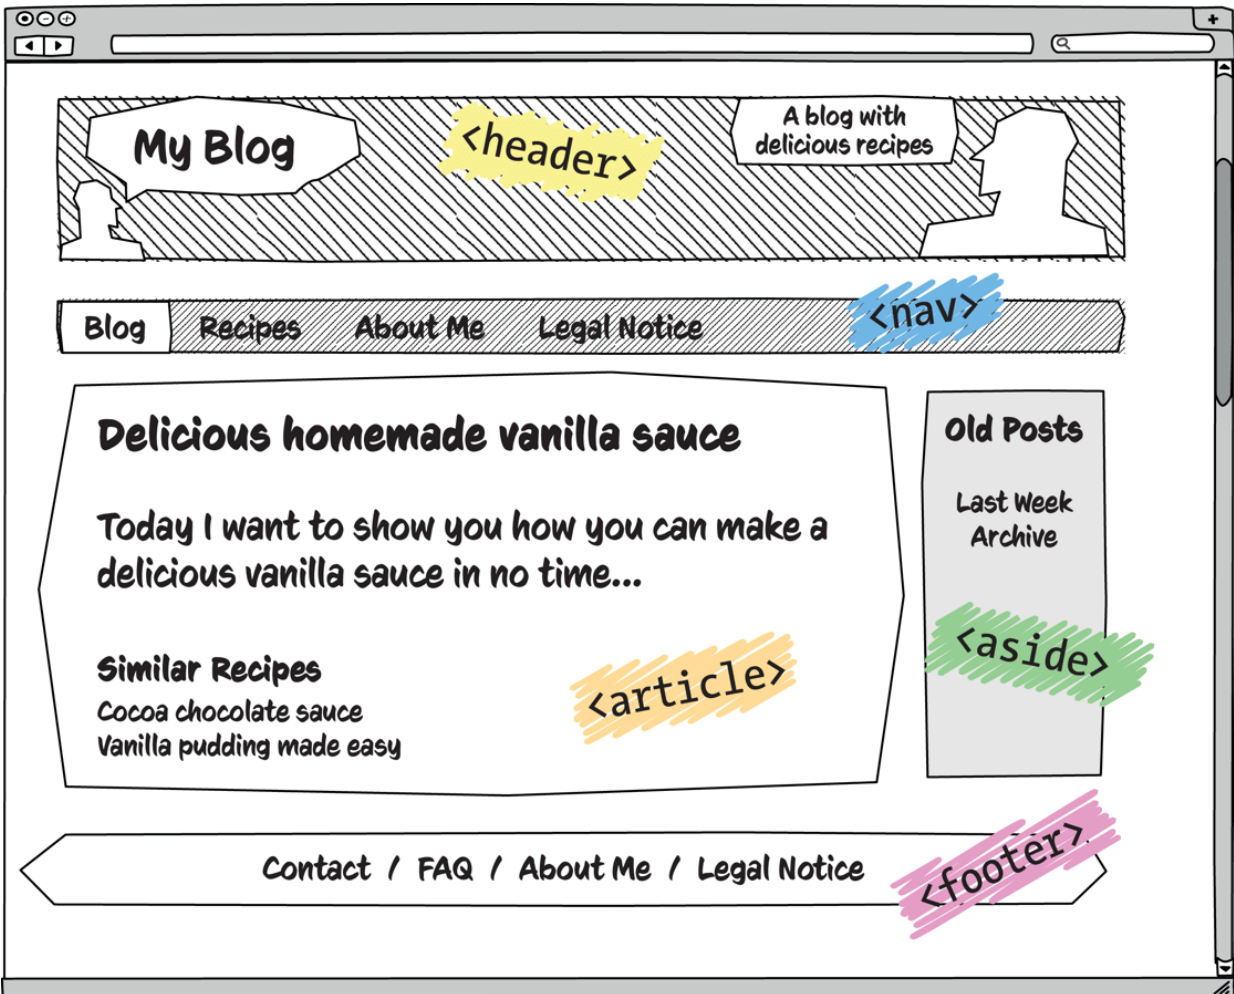 My Blog
<header>
A blog with
delicious recipes
Blog Recipes About Me Legal Notice
<nav>
Delicious homemade vanilla sauce
Today I want to show you how you can make a
delicious vanilla sauce in no time...
Similar Recipes
Cocoa chocolate sauce
Vanilla pudding made easy
<article>
Old Posts
Last Week
Archive
<aside>
Contact / FAQ / About Me / Legal Notice
<footer>